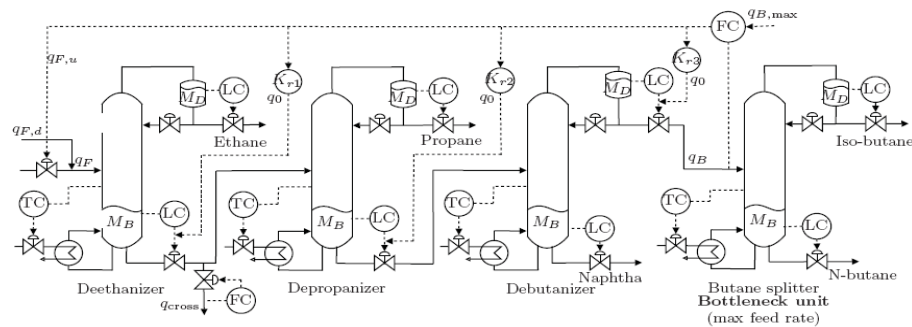 FC
q_{B,max}
q_{F,u}
K_{r1}
K_{r2}
K_{r3}
M_D
LC
q_0
M_D
LC
q_0
M_D
LC
q_0
M_D
LC
Ethane
Propane
Iso-butane
q_{F,d}
q_F
q_B
TC
M_B
LC
TC
M_B
LC
TC
M_B
LC
TC
M_B
LC
Deethanizer
Depropanizer
Debutanizer
Naphtha
N-butane
q_{cross}
FC
Butane splitter
Bottleneck unit
(max feed rate)